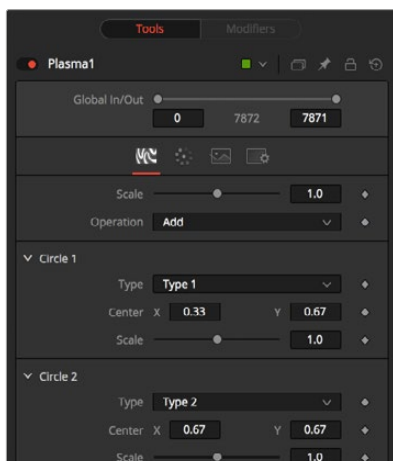 Tools Modifiers
Plasma1
Global In/Out
0 7872 7871
Scale 1.0
Operation Add
Circle 1
Type Type 1
Center X 0.33 Y 0.67
Scale 1.0
Circle 2
Type Type 2
Center X 0.67 Y 0.67
Scale 1.0